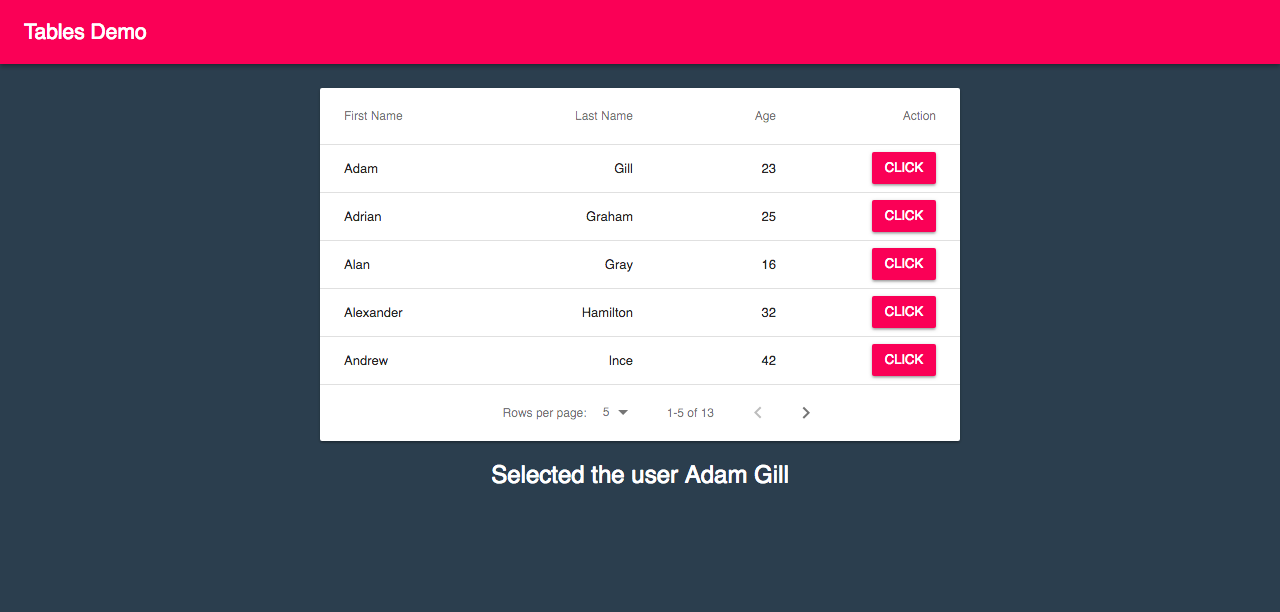 Tables Demo
First Name Last Name Age Action
Adam Gill 23 CLICK
Adrian Graham 25 CLICK
Alan Gray 16 CLICK
Alexander Hamilton 32 CLICK
Andrew Ince 42 CLICK
Rows per page: 5 1-5 of 13
Selected the user Adam Gill